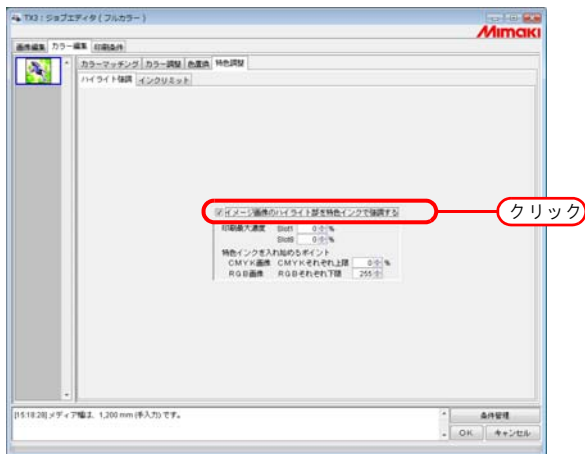 TX3 : ジョブエディタ ( フルカラー )
Mimaki
画像編集 カラー編集 印刷条件
カラーマッチング カラー調整 色置換 特色調整
ハイライト強調 インクリミット
イメージ画像のハイライト部を特色インクで強調する
クリック
印刷最大濃度 Slot1 0 %
Slot6 0 %
特色インクを入れ始めるポイント
CMYK画像 CMYKそれぞれ上限 0 %
RGB画像 RGBそれぞれ下限 255
[15:18:28] メディア幅は、1,200 mm (手入力) です。
条件管理
OK キャンセル